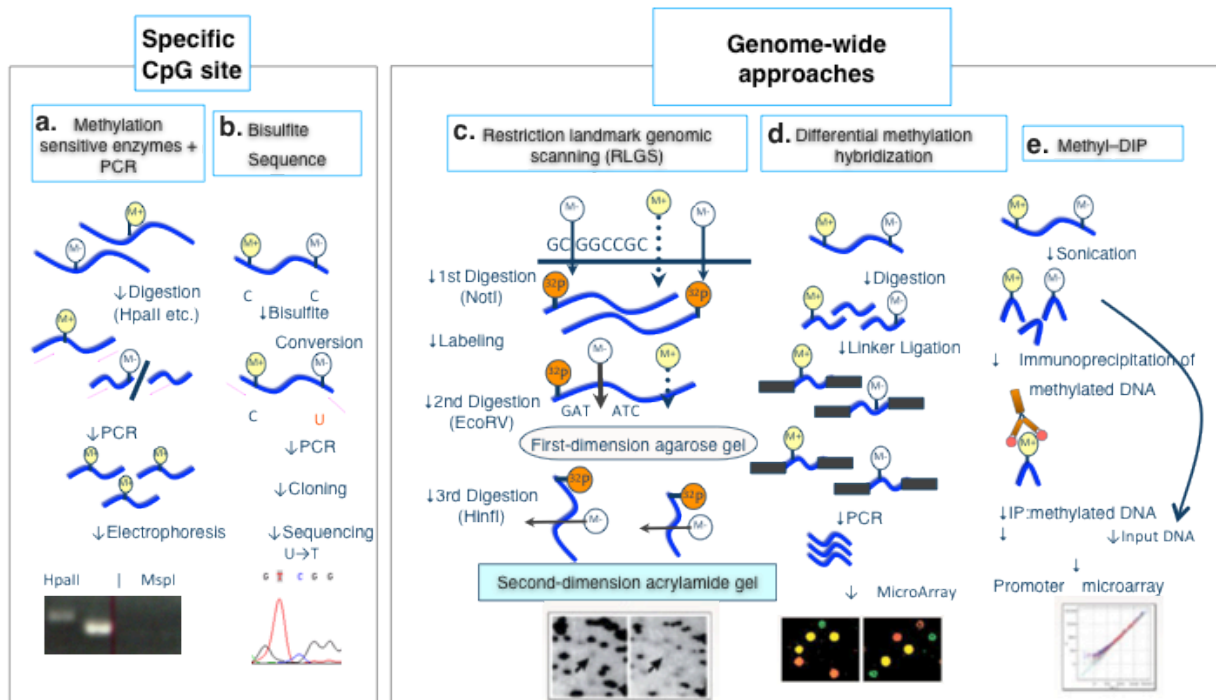 Specific
CpG site
Genome-wide
approaches
a. Methylation
sensitive enzymes +
PCR
M+
M-
↓Digestion
(HpaII etc.)
M+
M-
↓PCR
M+
M+
M+
↓Electrophoresis
HpaII | MspI
b. Bisulfite
Sequence
M+ M-
C C
↓Bisulfite
Conversion
M+ M-
C U
↓PCR
↓Cloning
↓Sequencing
U→T
G T C G G
c. Restriction landmark genomic
scanning (RLGS)
M- M+ M-
GC GGCCGC
↓1st Digestion
(NotI)
32p
32p
↓Labeling
M- M+
32p
↓2nd Digestion
(EcoRV)
GAT ATC
First-dimension agarose gel
32p
32p
↓3rd Digestion
(HinfI)
M-
M-
Second-dimension acrylamide gel
d. Differential methylation
hybridization
M+ M-
↓Digestion
M+ M-
↓Linker Ligation
M+
M-
M+
M-
↓PCR
↓ MicroArray
e. Methyl–DIP
M+ M-
↓Sonication
M+ M-
↓ Immunoprecipitation of
methylated DNA
M+
↓IP:methylated DNA
↓ ↓Input DNA
↓
Promoter microarray